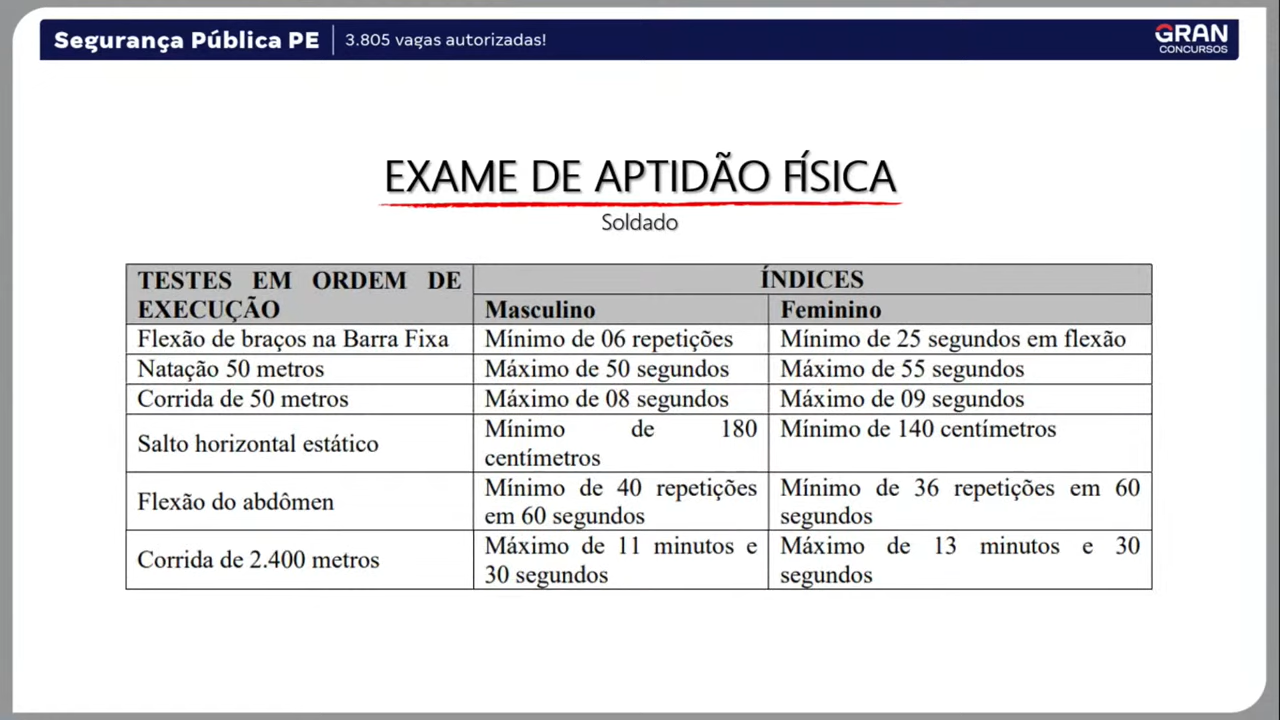 Segurança Pública PE | 3.805 vagas autorizadas!
GRAN
CONCURSOS
EXAME DE APTIDÃO FÍSICA
Soldado
TESTES EM ORDEM DE
EXECUÇÃO
ÍNDICES
Masculino
Feminino
Flexão de braços na Barra Fixa
Mínimo de 06 repetições
Mínimo de 25 segundos em flexão
Natação 50 metros
Máximo de 50 segundos
Máximo de 55 segundos
Corrida de 50 metros
Máximo de 08 segundos
Máximo de 09 segundos
Salto horizontal estático
Mínimo de 180
centímetros
Mínimo de 140 centímetros
Flexão do abdômen
Mínimo de 40 repetições
em 60 segundos
Mínimo de 36 repetições em 60
segundos
Corrida de 2.400 metros
Máximo de 11 minutos e
30 segundos
Máximo de 13 minutos e 30
segundos